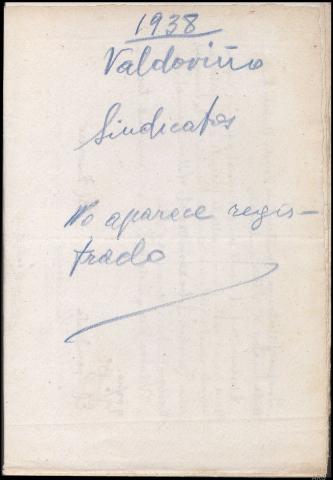 1938
Valdoviño
Sindicatos
No aparece regis-
trado